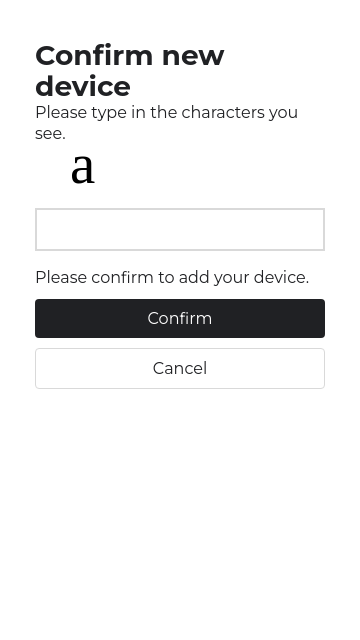 Confirm new
device
Please type in the characters you
see.
a
Please confirm to add your device.
Confirm
Cancel